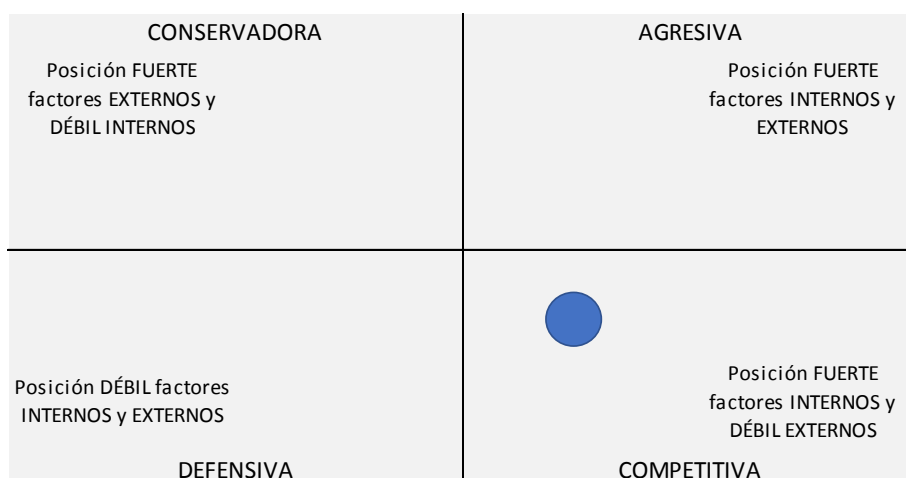 CONSERVADORA
Posición FUERTE
factores EXTERNOS y
DÉBIL INTERNOS
AGRESIVA
Posición FUERTE
factores INTERNOS y
EXTERNOS
Posición DÉBIL factores
INTERNOS y EXTERNOS
DEFENSIVA
Posición FUERTE
factores INTERNOS y
DÉBIL EXTERNOS
COMPETITIVA